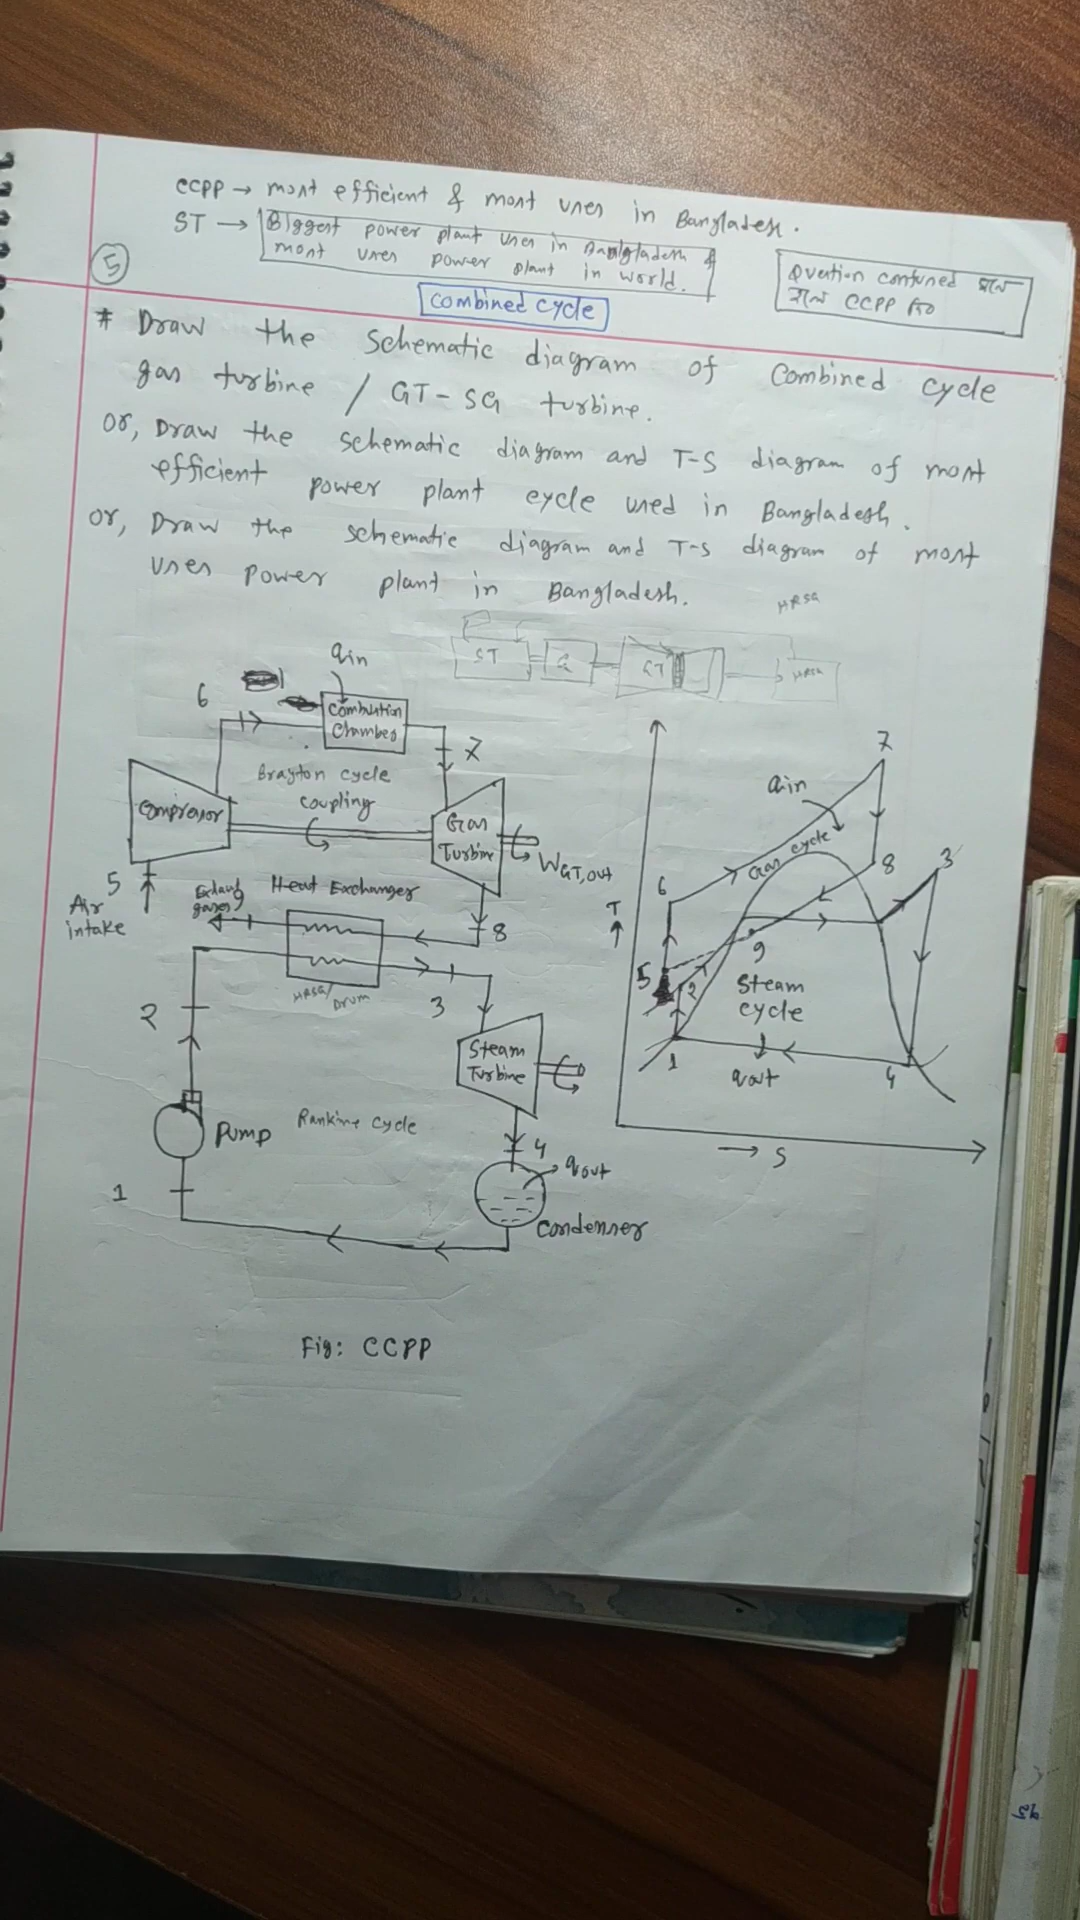 CCPP → most efficient & most uses in Bangladesh.
ST → Biggest power plant uses in Bangladesh &
most uses power plant in world.
5
Combined cycle
CCPP
* Draw the schematic diagram of Combined cycle
gas turbine / GT-SG turbine.
or, Draw the schematic diagram and T-S diagram of most
efficient power plant cycle used in Bangladesh.
or, Draw the schematic diagram and T-S diagram of most
uses power plant in Bangladesh.
HRSG
ST
G
GT
HRSG
qin
6
Combustion
Chamber
7
Brayton cycle
coupling
Compressor
Gas
Turbine
WGT,out
5
Air
intake
Exhaust
gases
9
Heat Exchanger
8
HRSG/
Drum
2
3
Steam
Turbine
Pump
Rankine cycle
4
qout
1
Condenser
Fig: CCPP
7
qin
Gas cycle
8
3
6
T
9
5
2
Steam
cycle
1
qout
4
→ S